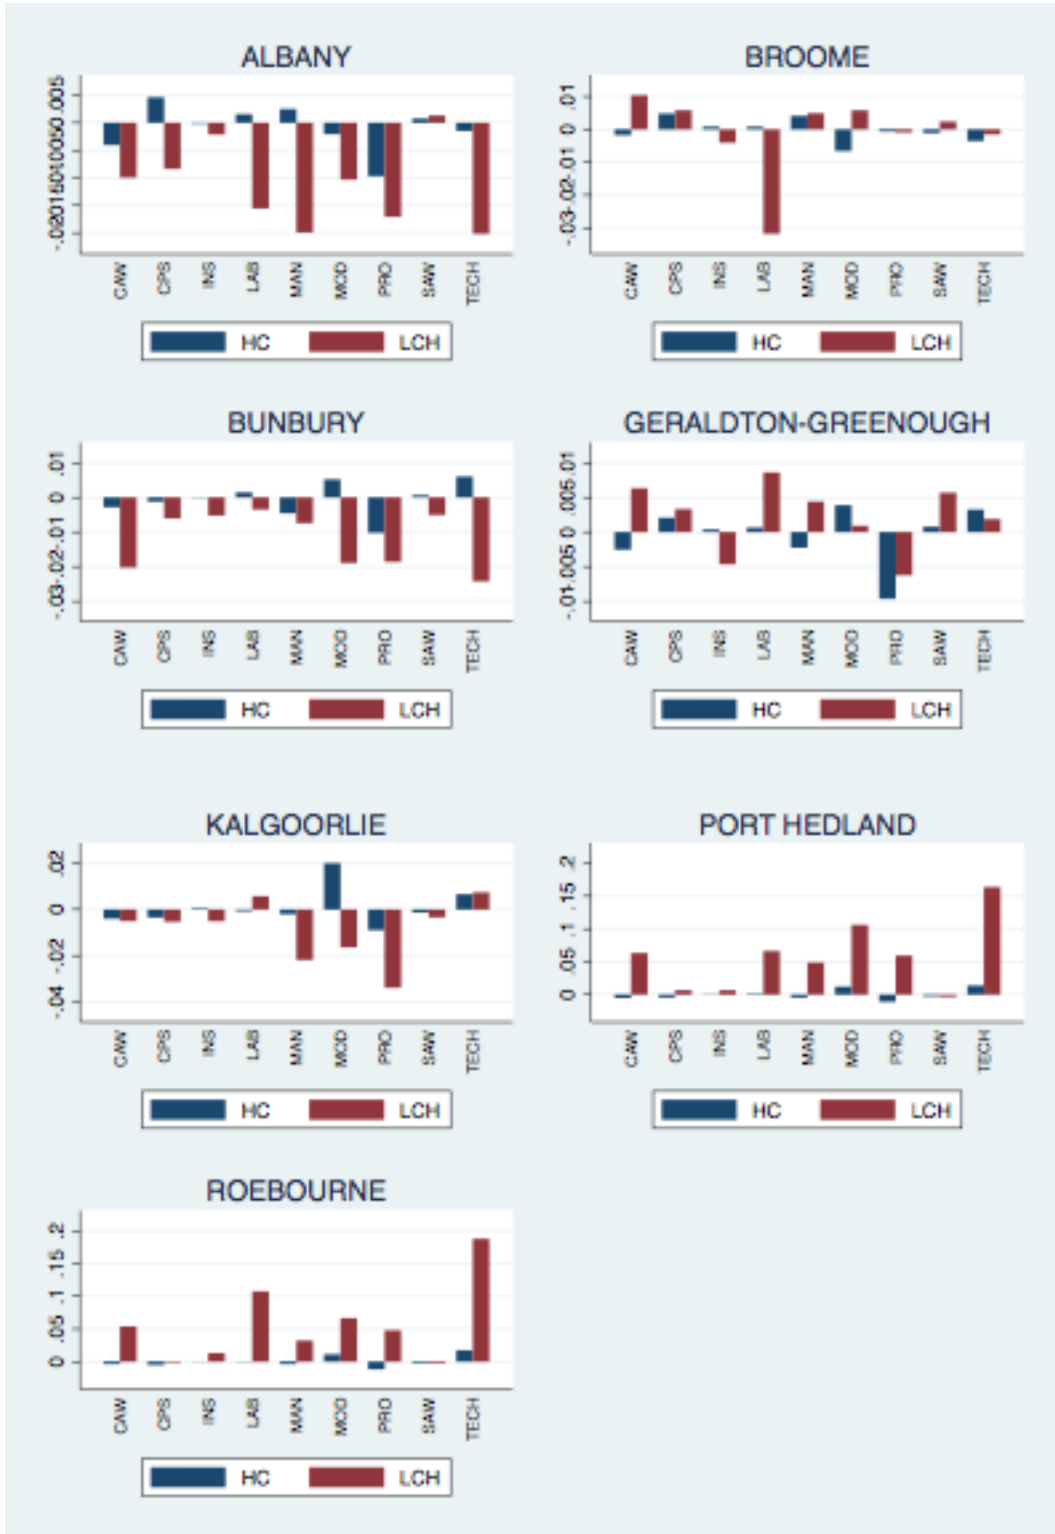 ALBANY
.005
CAW CPS INS LAB MAN MOD PRO SAW TECH
HC LCH
BROOME
.01
0
-.01
-.02
-.03
CAW CPS INS LAB MAN MOD PRO SAW TECH
HC LCH
BUNBURY
.01
0
-.01
-.02
-.03
CAW CPS INS LAB MAN MOD PRO SAW TECH
HC LCH
GERALDTON-GREENOUGH
.01
.005
0
-.005
-.01
CAW CPS INS LAB MAN MOD PRO SAW TECH
HC LCH
KALGOORLIE
.02
0
-.02
-.04
CAW CPS INS LAB MAN MOD PRO SAW TECH
HC LCH
PORT HEDLAND
.2
.15
.1
.05
0
CAW CPS INS LAB MAN MOD PRO SAW TECH
HC LCH
ROEBOURNE
.2
.15
.1
.05
0
CAW CPS INS LAB MAN MOD PRO SAW TECH
HC LCH